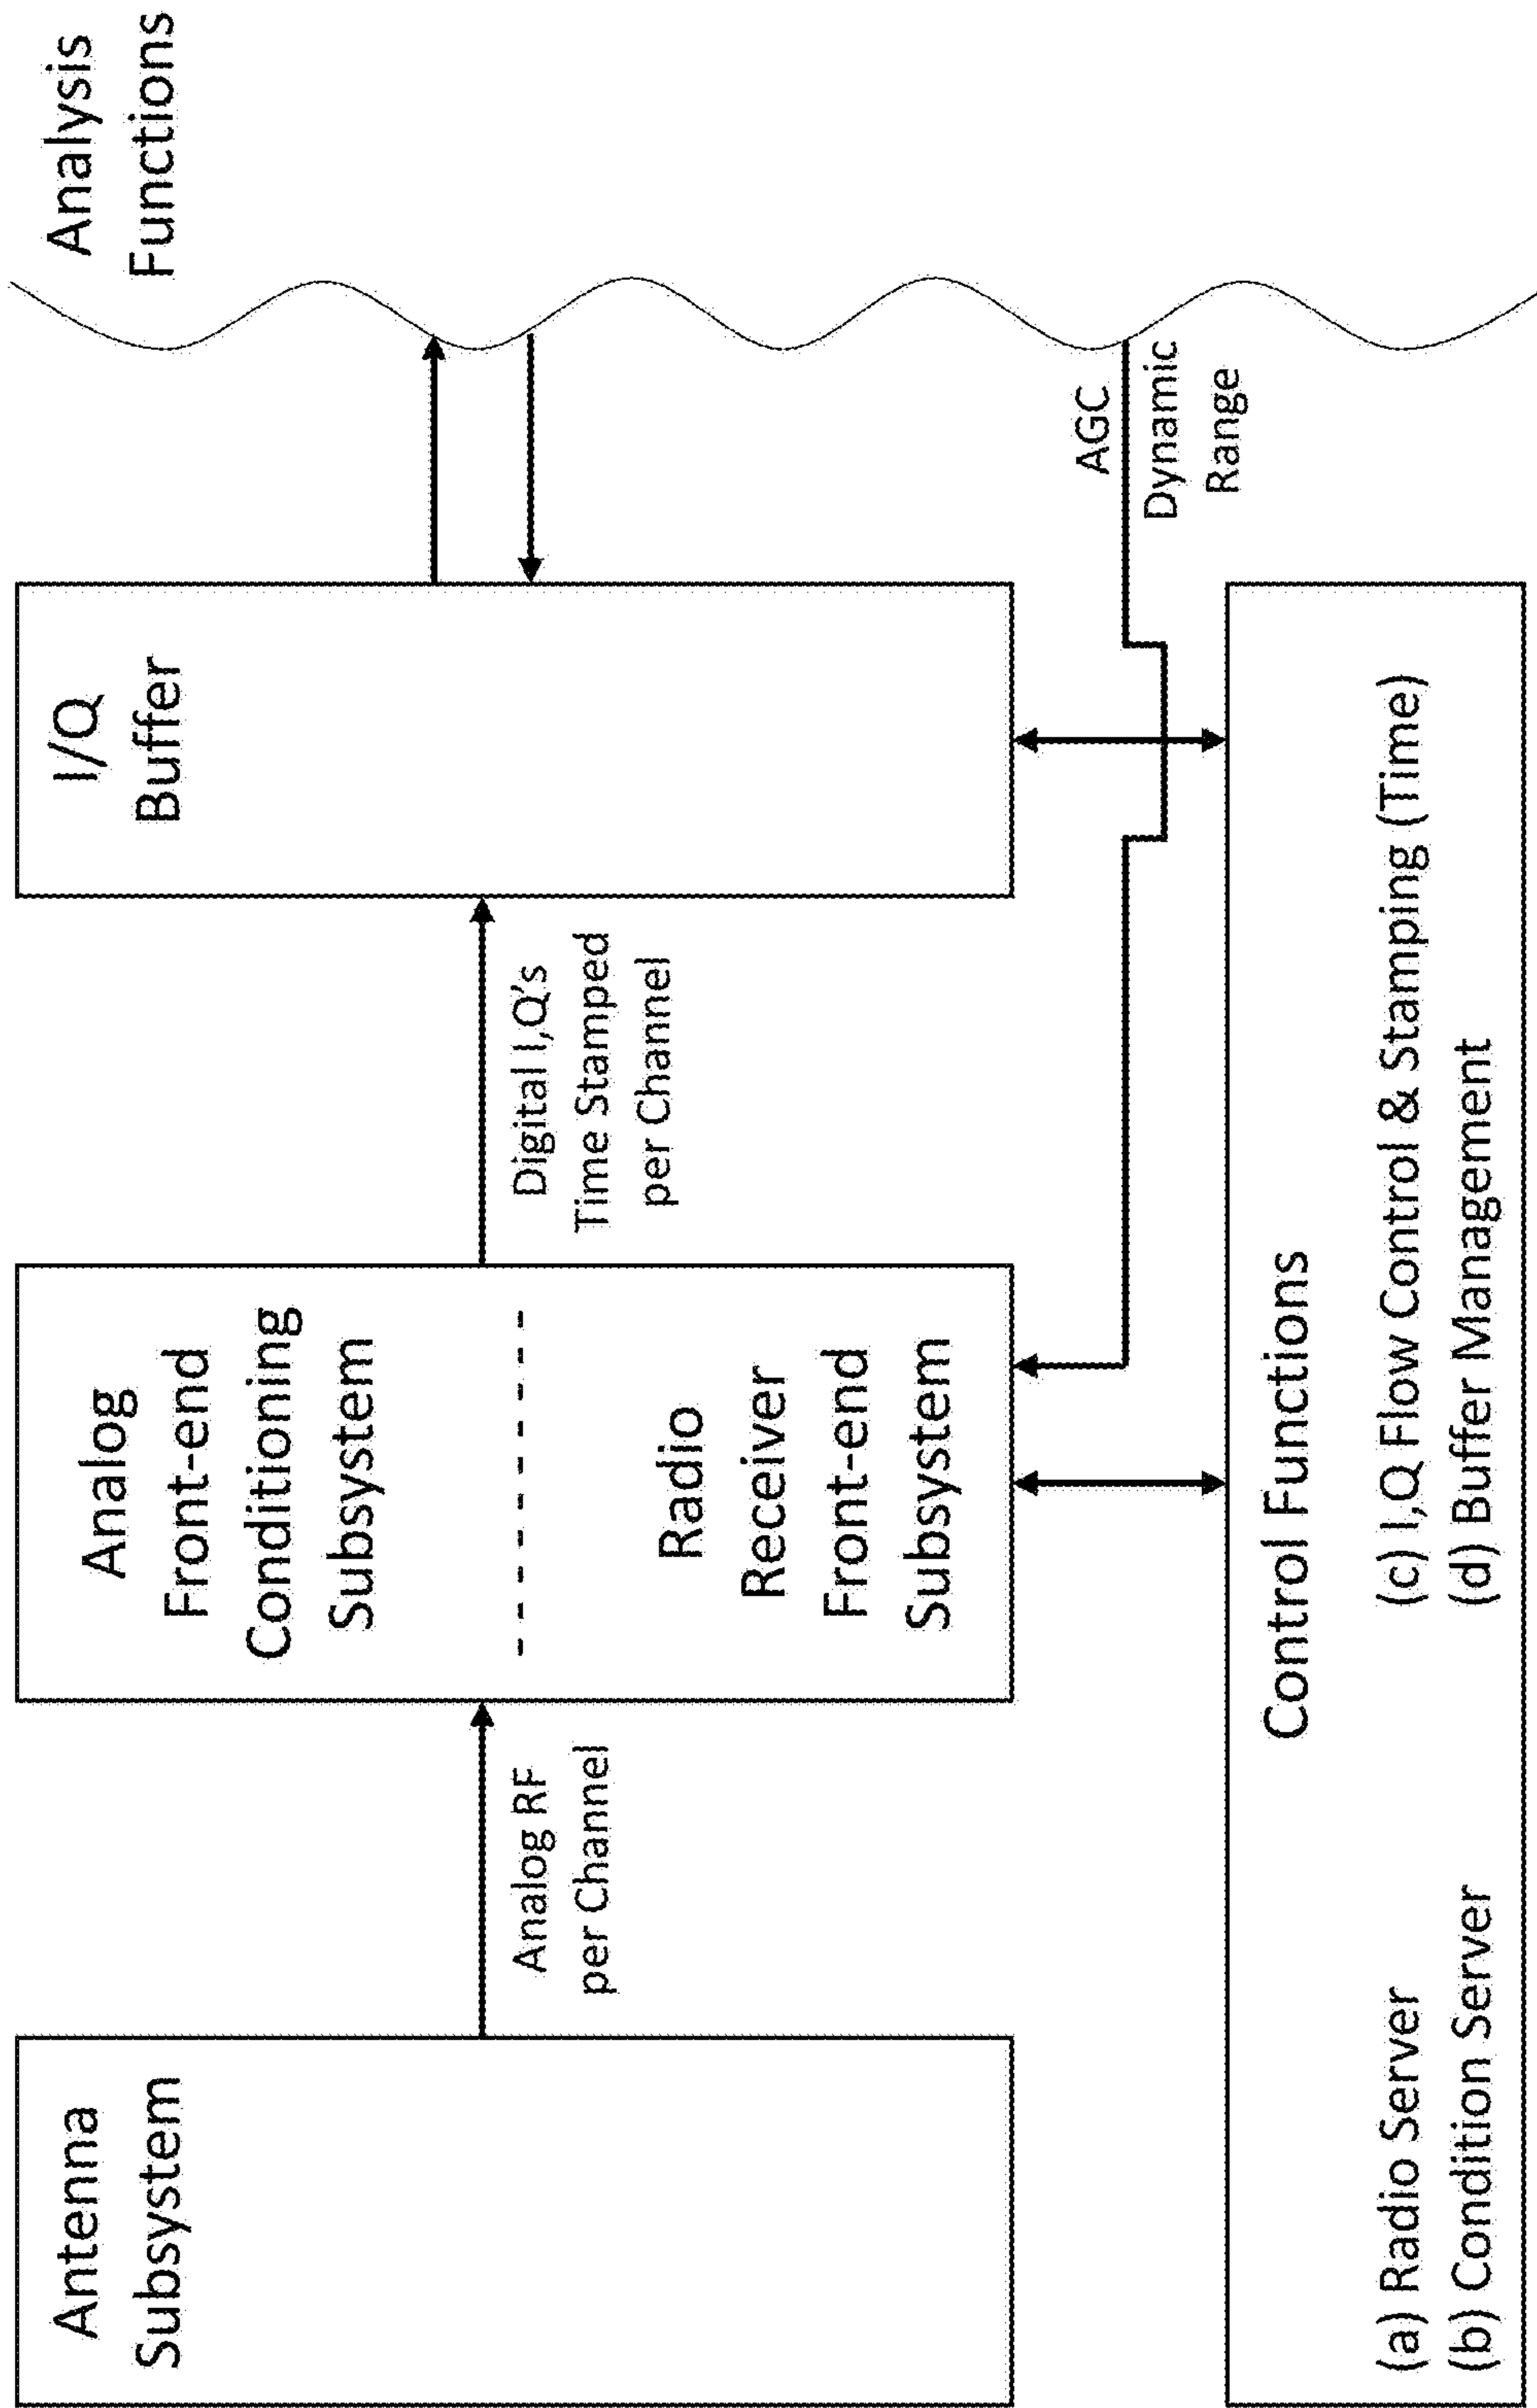 Antenna
Subsystem
Analog RF
per Channel
Analog
Front-end
Conditioning
Subsystem
Radio
Receiver
Front-end
Subsystem
Digital I,Q's
Time Stamped
per Channel
I/Q
Buffer
Analysis
Functions
AGC
Dynamic
Range
Control Functions
(a) Radio Server
(b) Condition Server
(c) I,Q Flow Control & Stamping (Time)
(d) Buffer Management